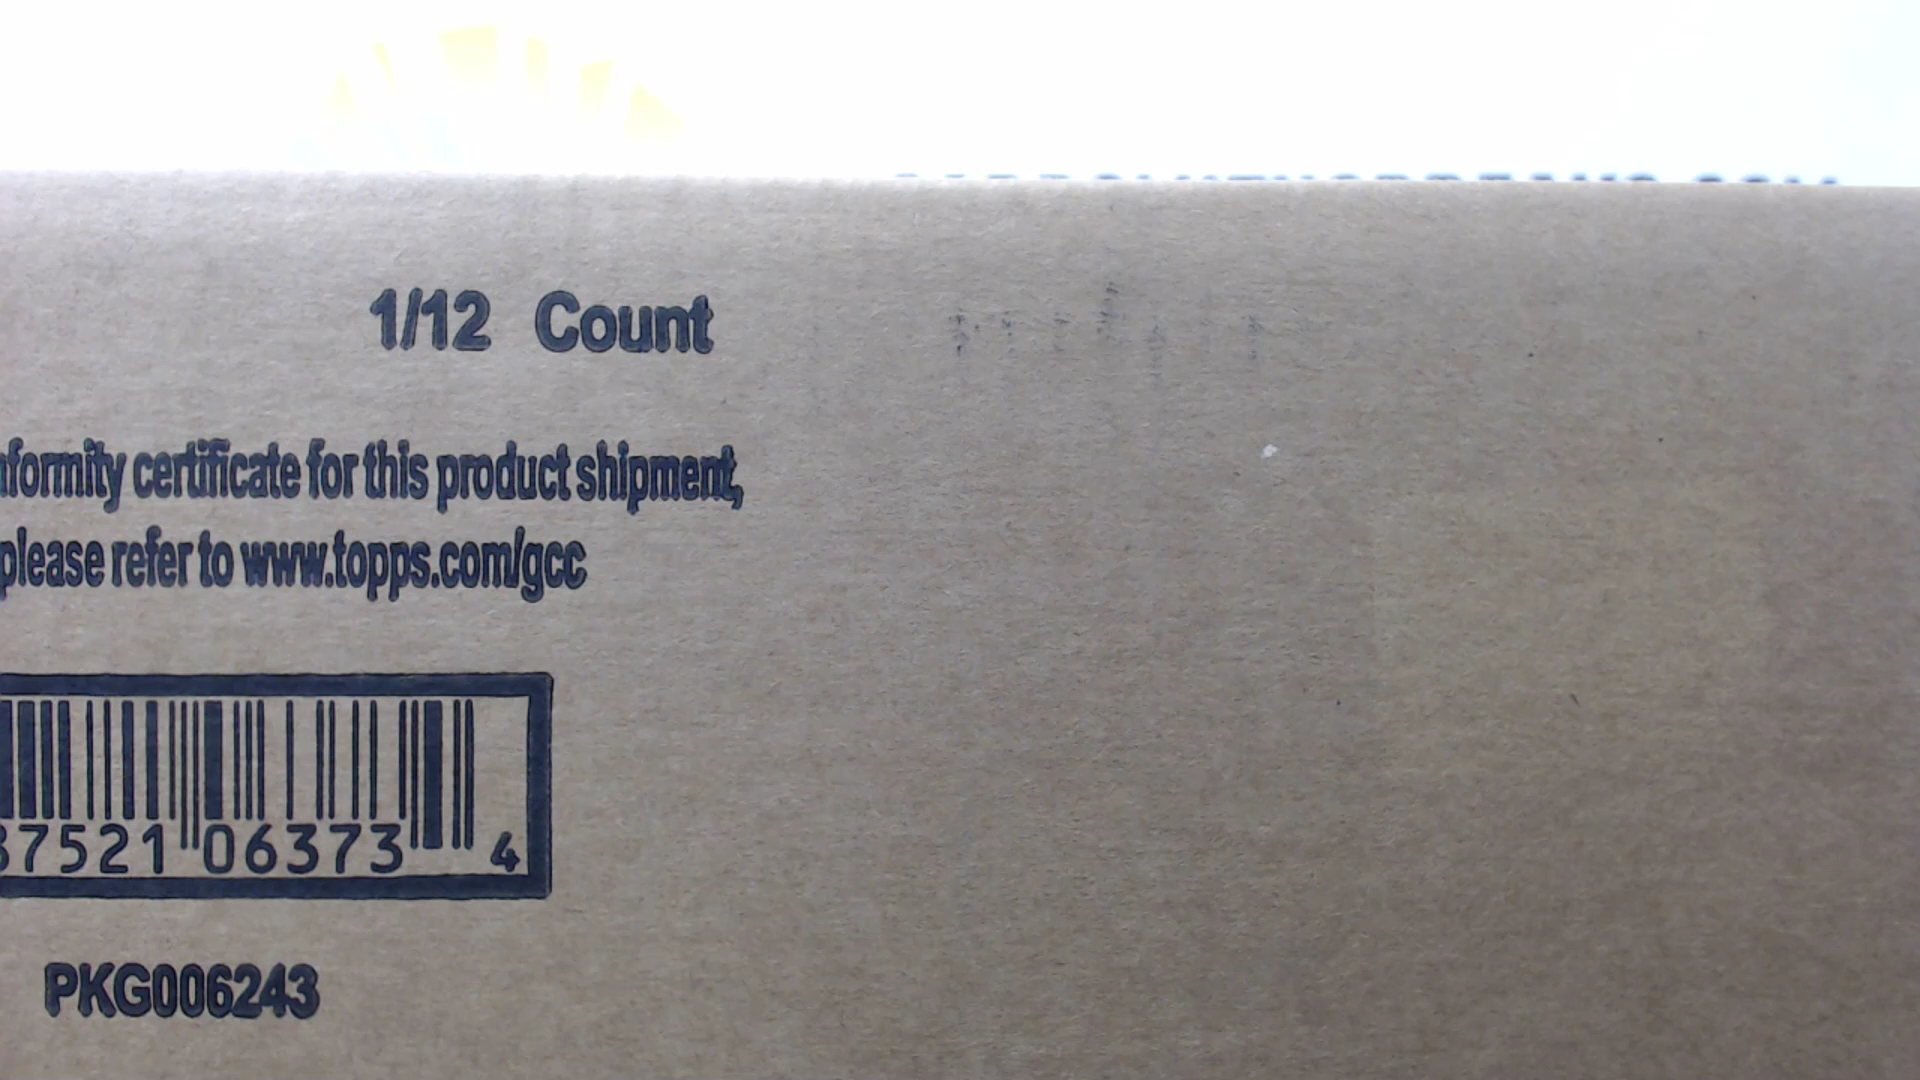 1/12 Count
nformity certificate for this product shipment,
please refer to www.topps.com/gcc
37521 06373 4
PKG006243